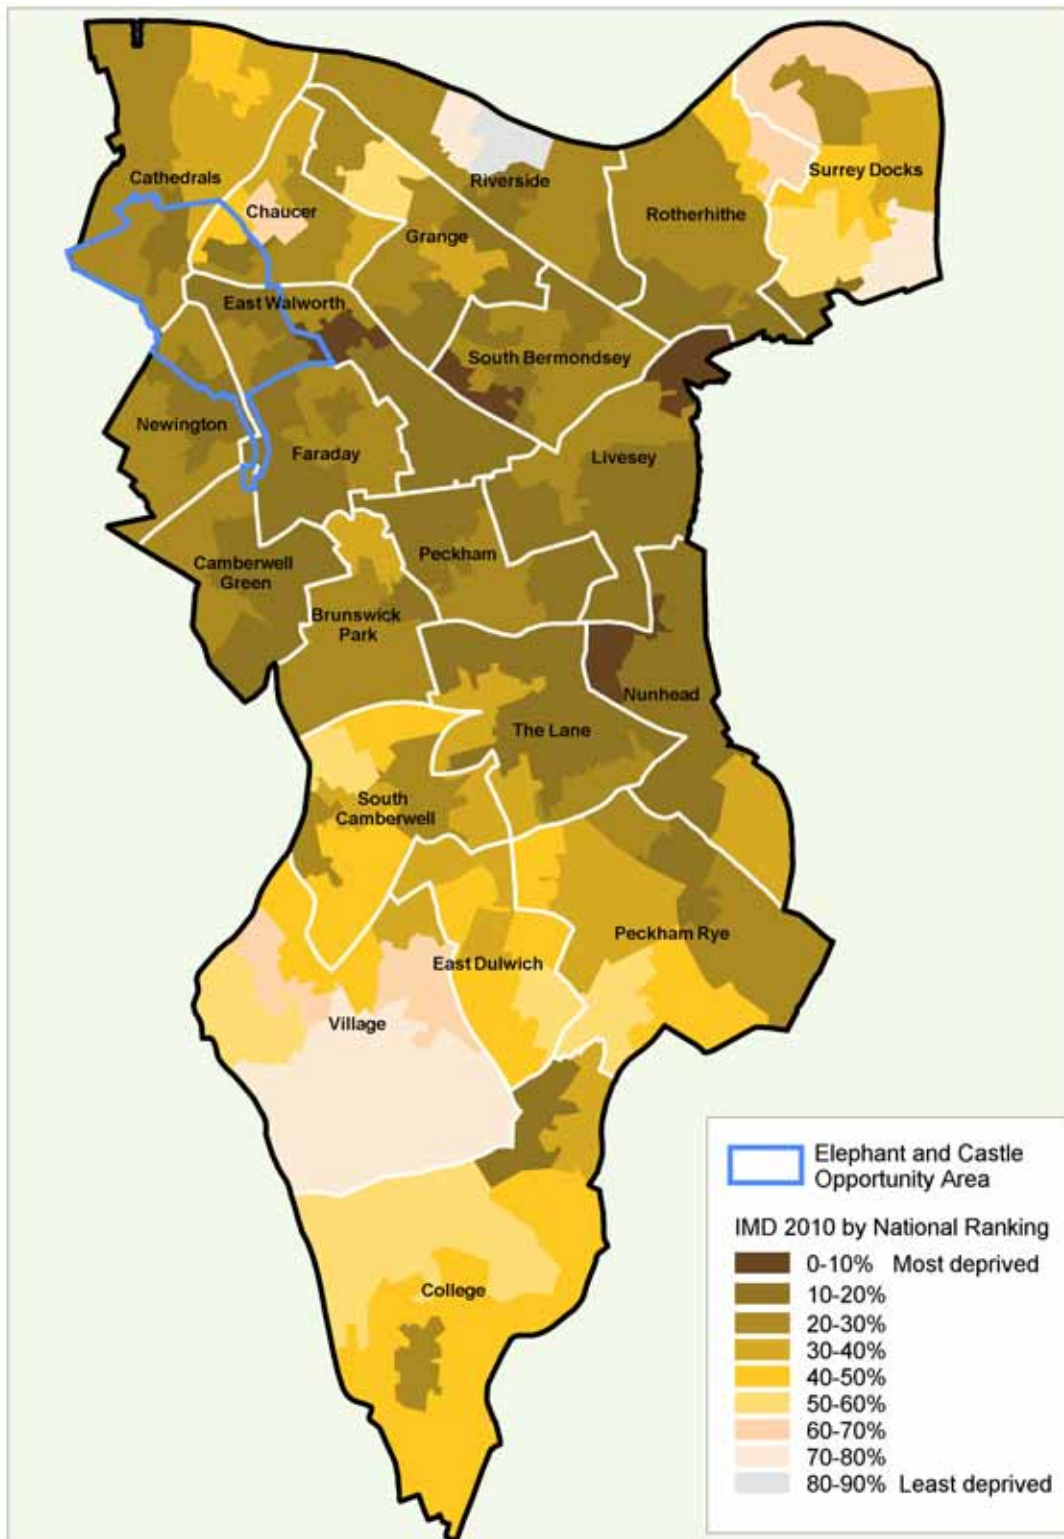 Cathedrals
Chaucer
Riverside
Surrey Docks
Rotherhithe
Grange
East Walworth
South Bermondsey
Newington
Faraday
Livesey
Camberwell
Green
Peckham
Brunswick
Park
Nunhead
The Lane
South
Camberwell
Peckham Rye
East Dulwich
Village
College
Elephant and Castle
Opportunity Area
IMD 2010 by National Ranking
0-10% Most deprived
10-20%
20-30%
30-40%
40-50%
50-60%
60-70%
70-80%
80-90% Least deprived